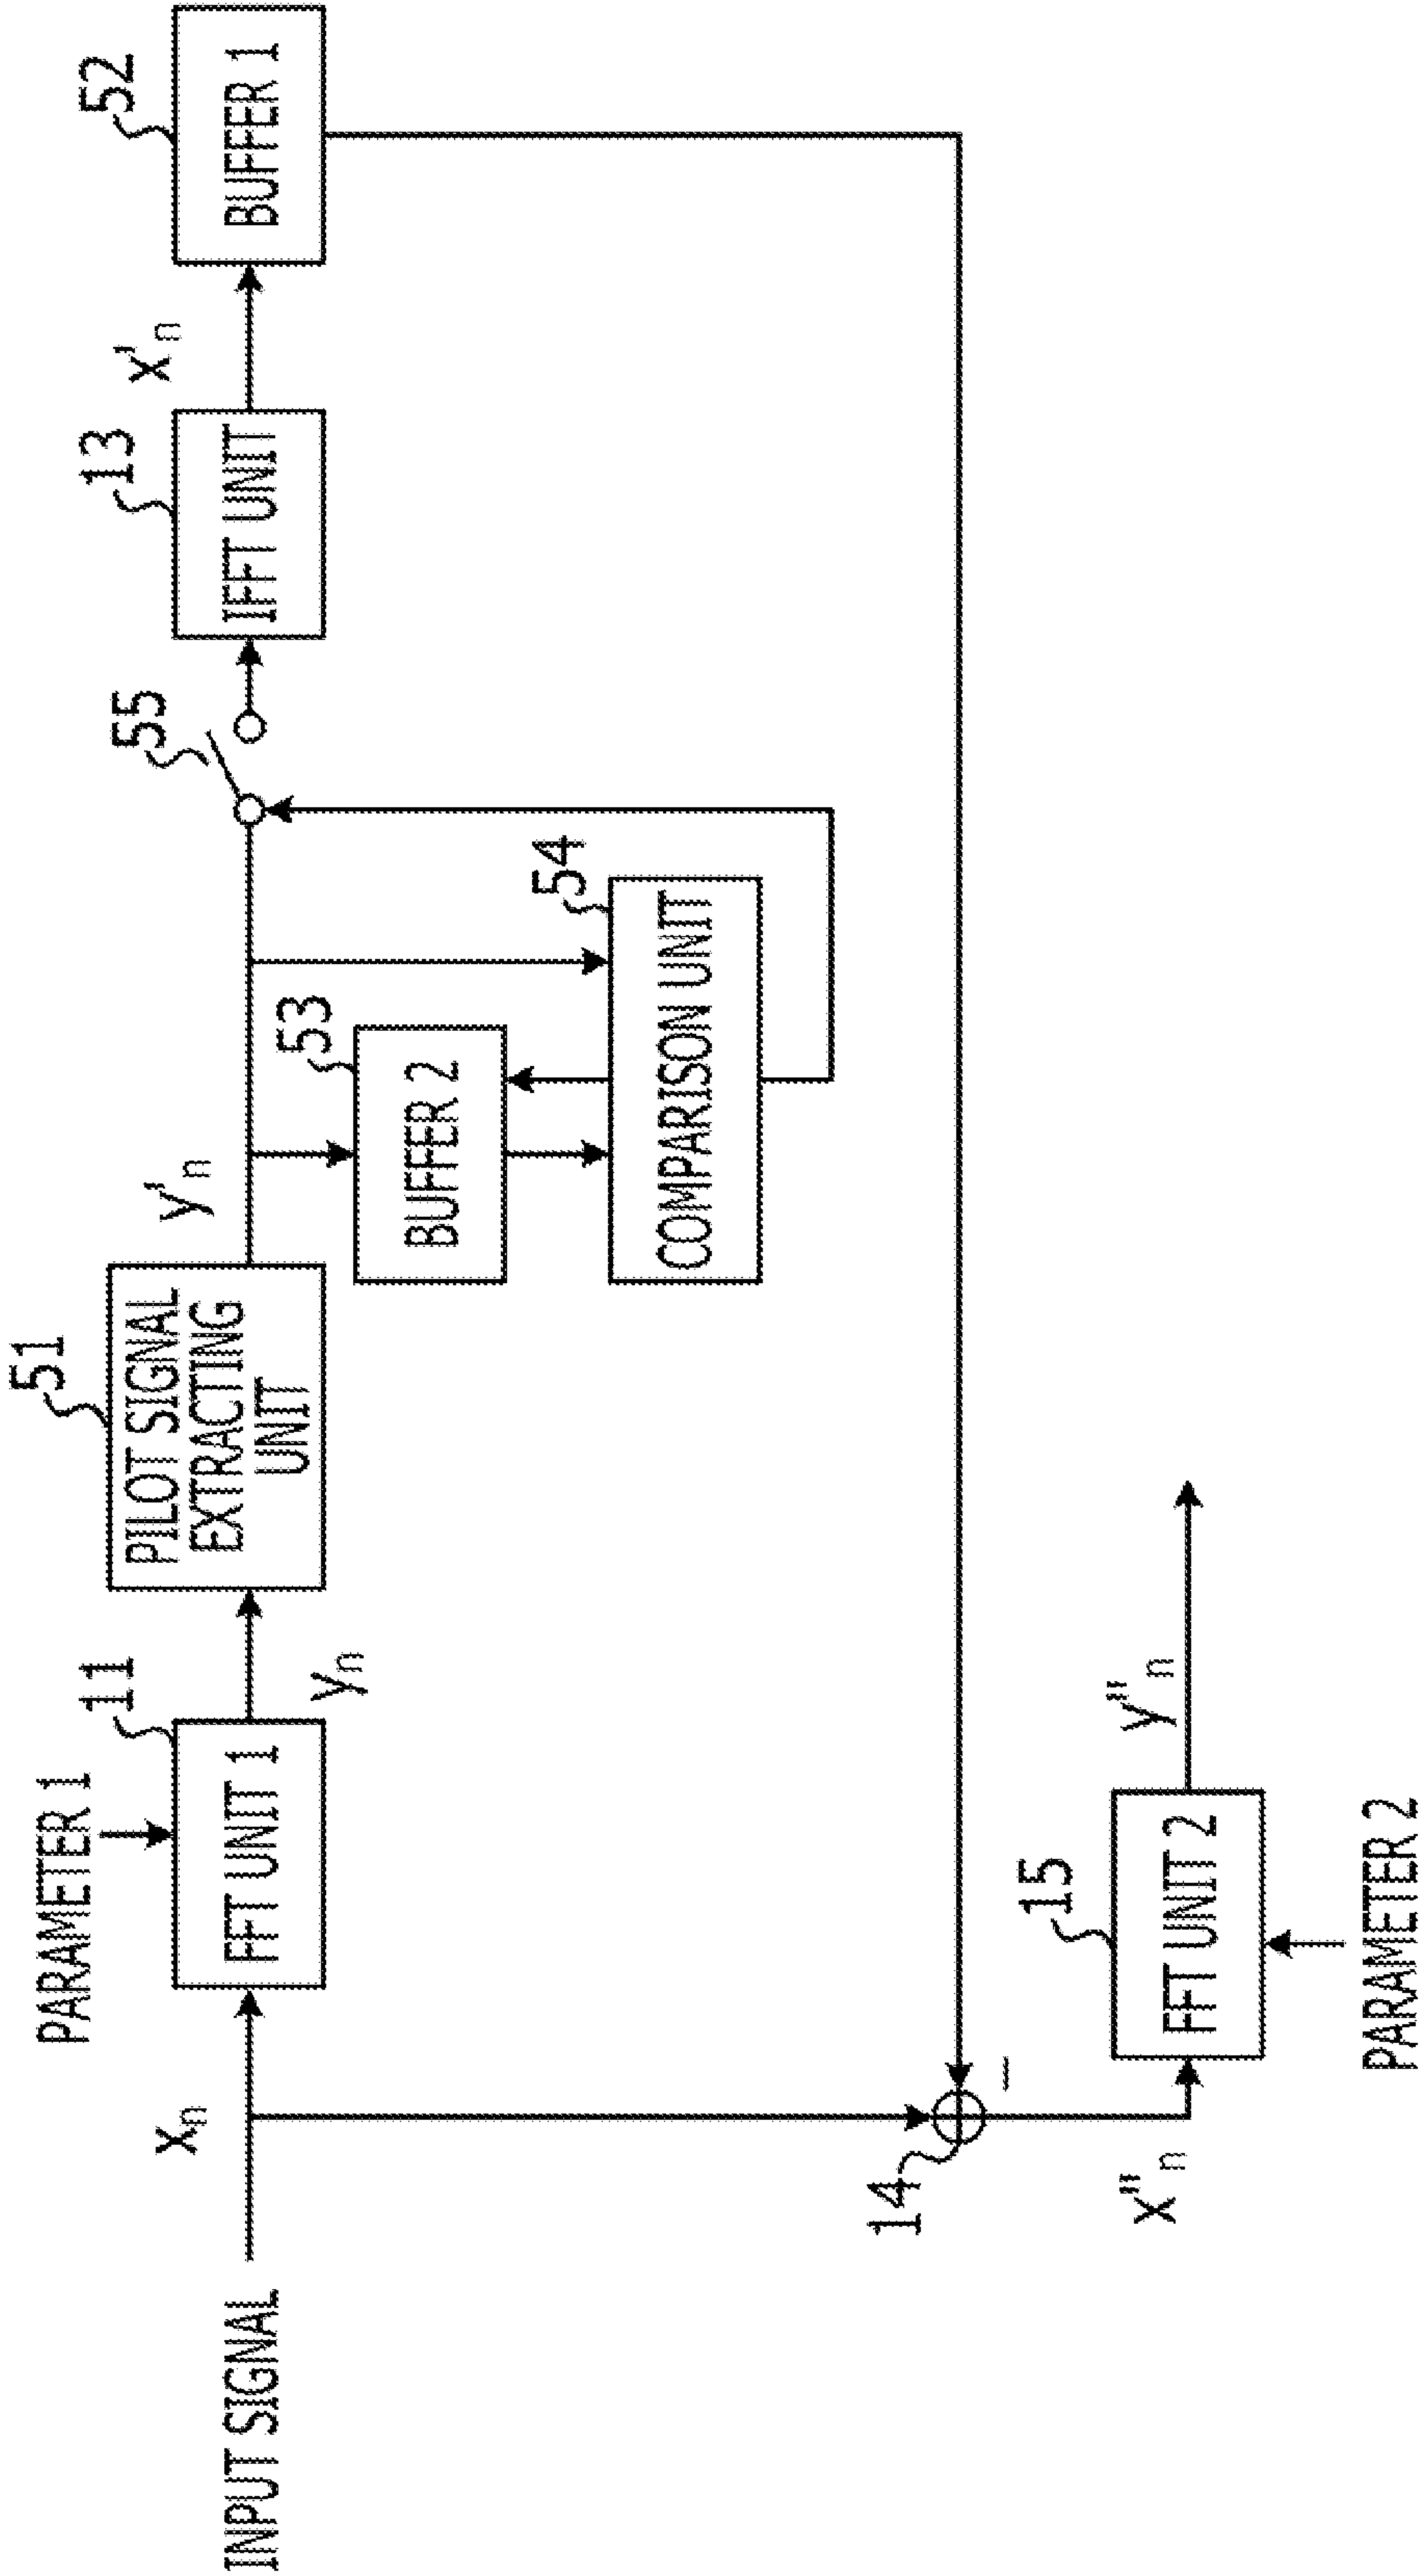 INPUT SIGNAL
xn
PARAMETER 1
11
FFT UNIT 1
yn
51
PILOT SIGNAL
EXTRACTING
UNIT
y'n
53
BUFFER 2
54
COMPARISON UNIT
55
13
IFFT UNIT
x'n
52
BUFFER 1
14
−
x"n
15
FFT UNIT 2
PARAMETER 2
y"n